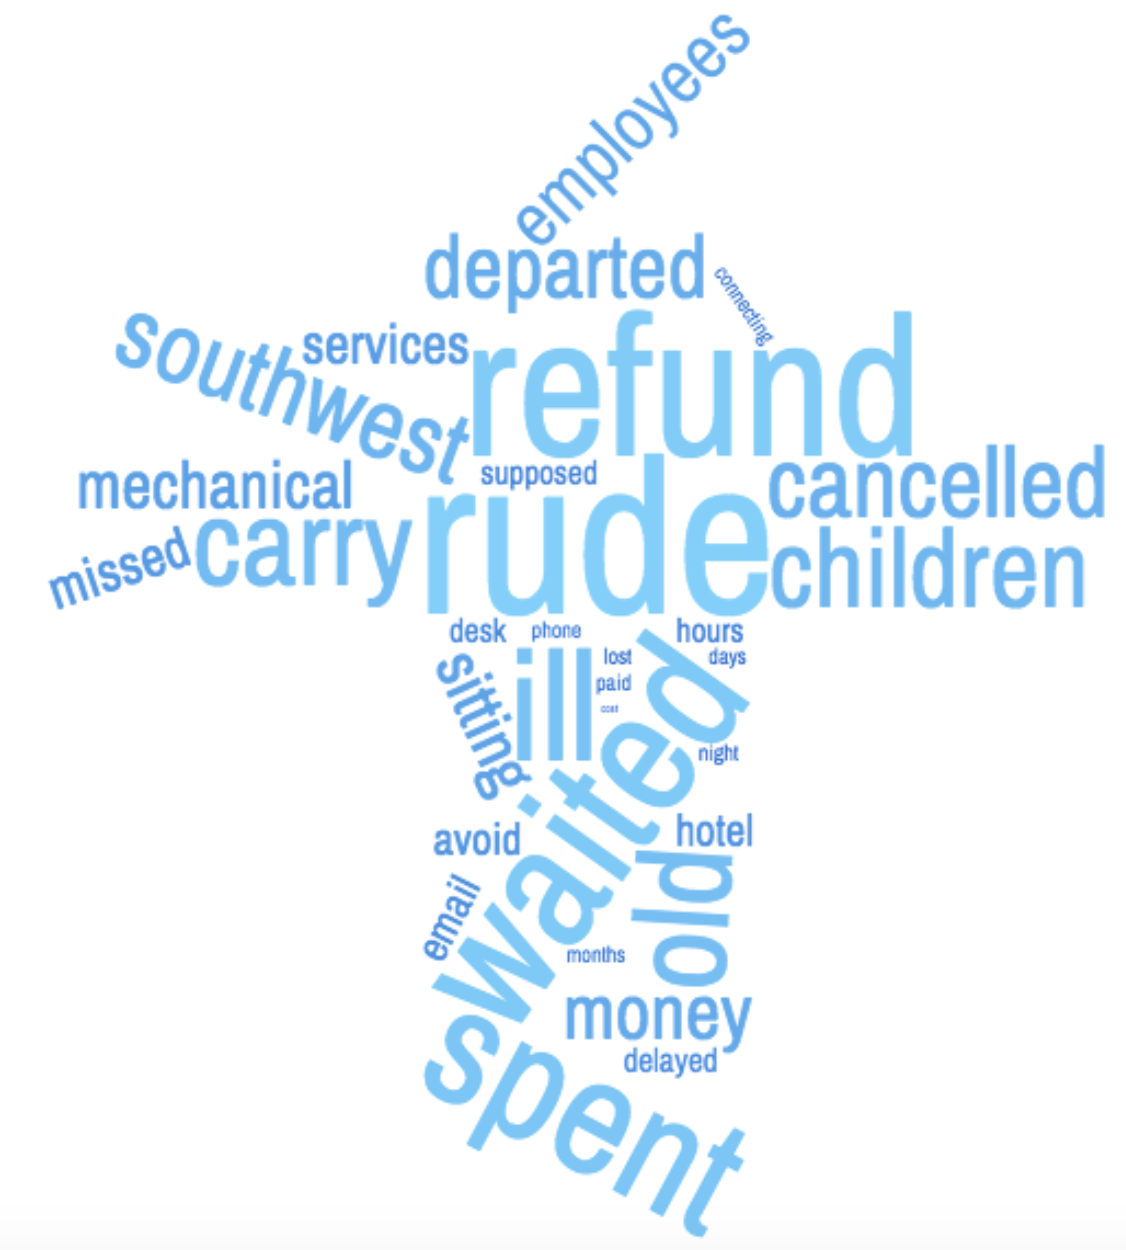 employees
departed
connecting
services
southwest
refund
supposed
mechanical
cancelled
carry
rude
missed
children
desk
phone
hours
lost
days
sitting
ill
paid
cost
waited
night
avoid
hotel
email
old
months
money
delayed
spent